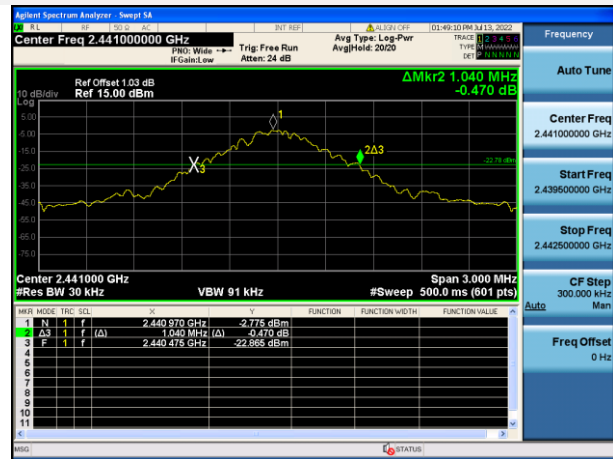 Agilent Spectrum Analyzer - Swept SA
RL RF 50 Ω AC INT REF ALIGN OFF 01:49:10 PM Jul 13, 2022
Center Freq 2.441000000 GHz
PNO: Wide
IFGain:Low
Trig: Free Run
Atten: 24 dB
Avg Type: Log-Pwr
Avg|Hold: 20/20
TRACE 1 2 3 4 5 6
TYPE M
DET P N N N N N
Frequency
Auto Tune
Center Freq
2.441000000 GHz
Start Freq
2.439500000 GHz
Stop Freq
2.442500000 GHz
CF Step
300.000 kHz
Auto Man
Freq Offset
0 Hz
Ref Offset 1.03 dB
10 dB/div Ref 15.00 dBm
Log
ΔMkr2 1.040 MHz
-0.470 dB
5.00
-5.00
-15.0
-25.0
-35.0
-45.0
-55.0
-65.0
-75.0
1
2Δ3
3
-22.78 dBm
Center 2.441000 GHz Span 3.000 MHz
#Res BW 30 kHz VBW 91 kHz #Sweep 500.0 ms (601 pts)
MKR MODE TRC SCL X Y FUNCTION FUNCTION WIDTH FUNCTION VALUE
1 N 1 f 2.440 970 GHz -2.775 dBm
2 Δ3 1 f (Δ) 1.040 MHz (Δ) -0.470 dB
3 F 1 f 2.440 475 GHz -22.865 dBm
4
5
6
7
8
9
10
11
MSG STATUS